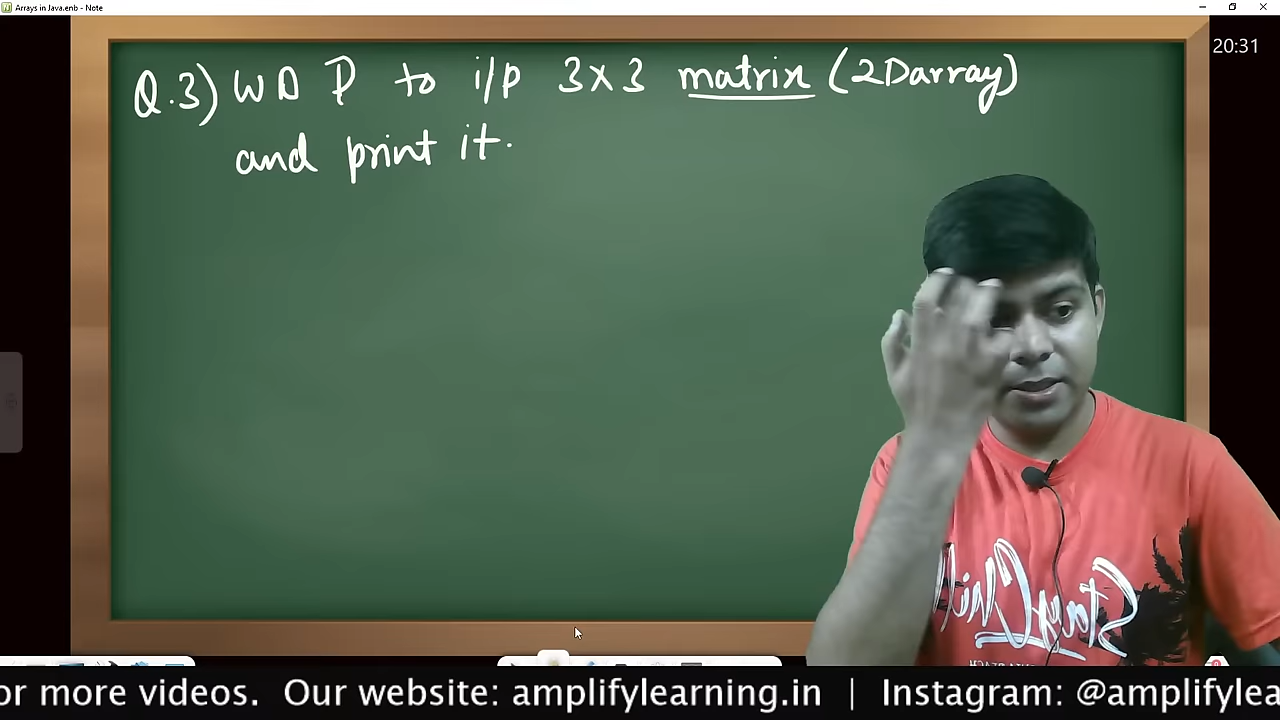 Arrays in Java.enb - Note
20:31
Q.3) W A P to i/p 3x3 matrix (2Darray)
and print it.
or more videos. Our website: amplifylearning.in | Instagram: @amplifylea